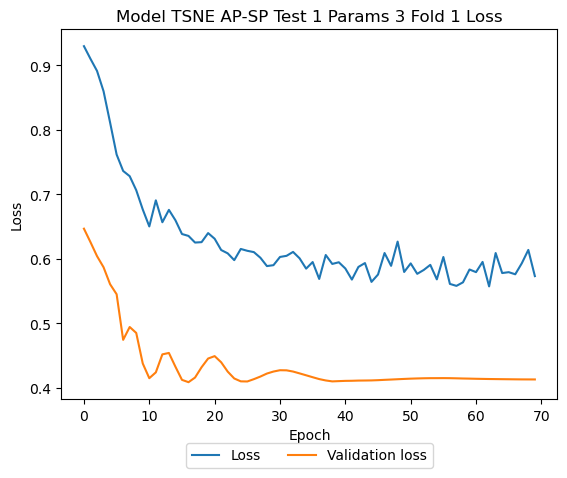 Model TSNE AP-SP Test 1 Params 3 Fold 1 Loss
0.9
0.8
0.7
0.6
0.5
0.4
Loss
0 10 20 30 40 50 60 70
Epoch
Loss Validation loss